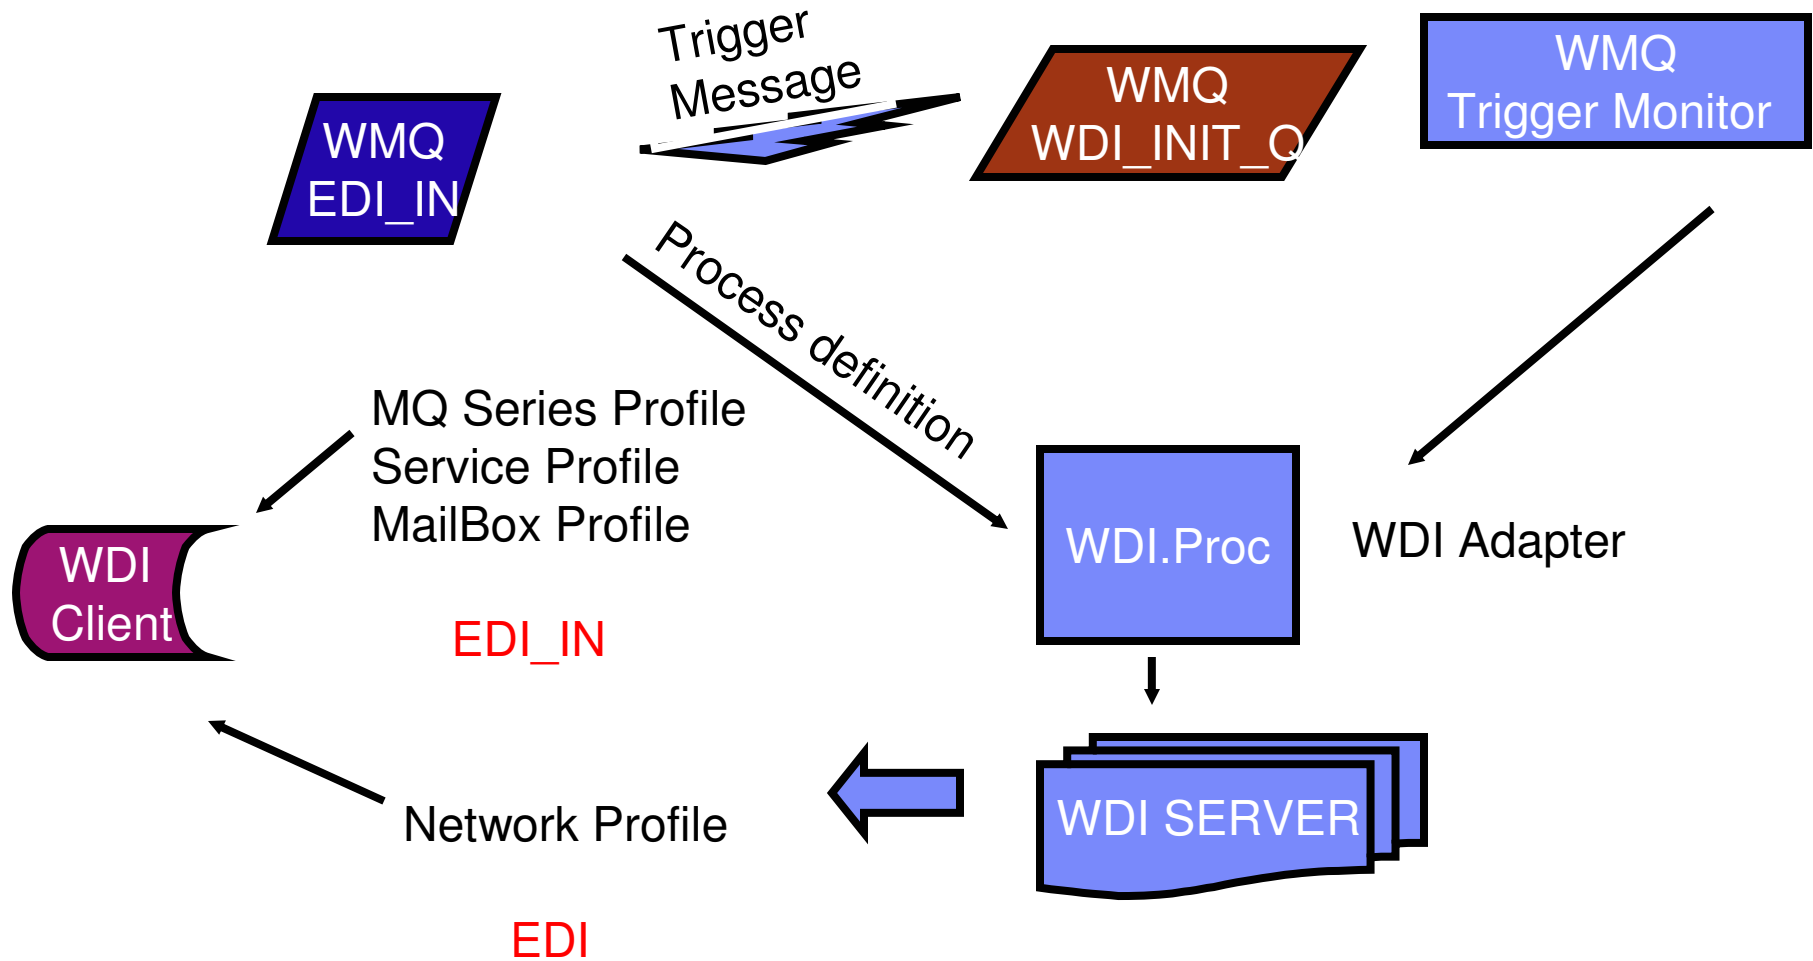 Trigger
Message
WMQ
EDI_IN
WMQ
WDI_INIT_Q
WMQ
Trigger Monitor
Process definition
MQ Series Profile
Service Profile
MailBox Profile
WDI
Client
EDI_IN
WDI.Proc
WDI Adapter
WDI SERVER
Network Profile
EDI